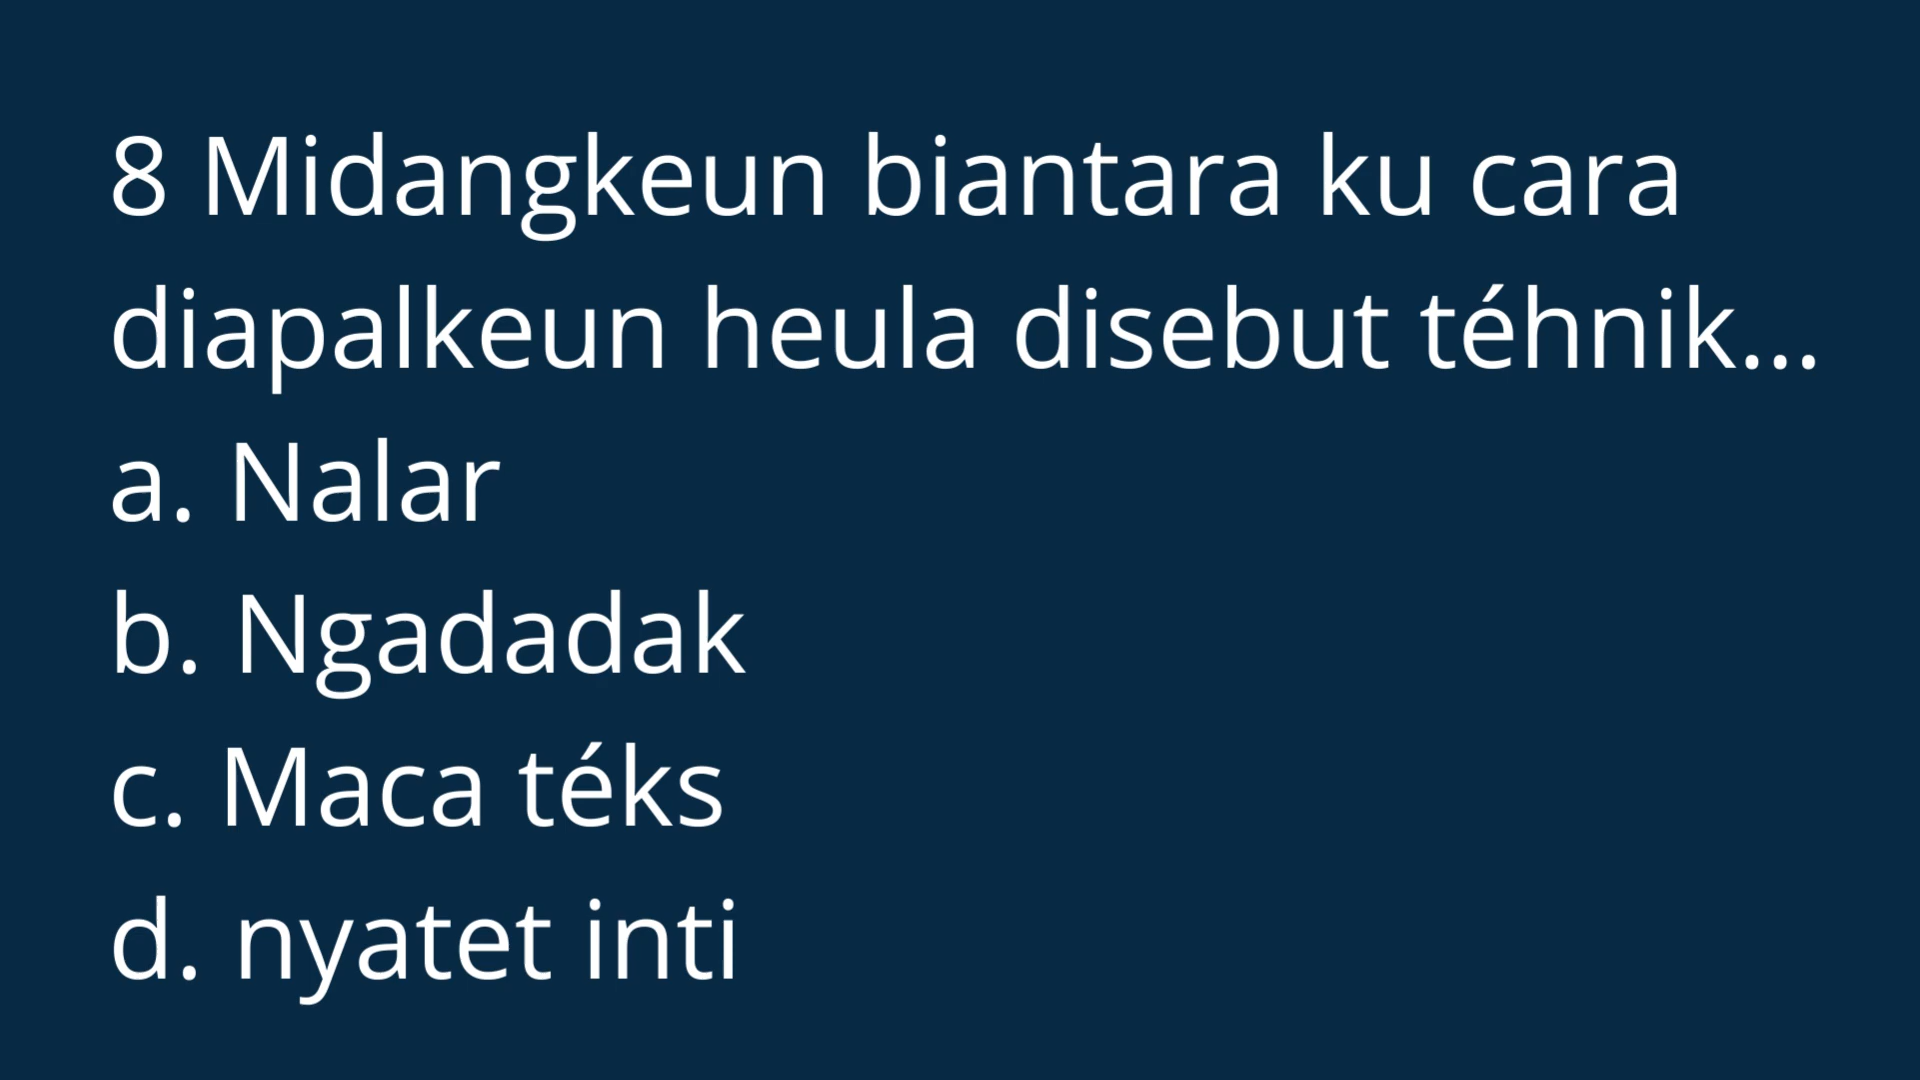 8 Midangkeun biantara ku cara
diapalkeun heula disebut téhnik...
a. Nalar
b. Ngadadak
c. Maca téks
d. nyatet inti